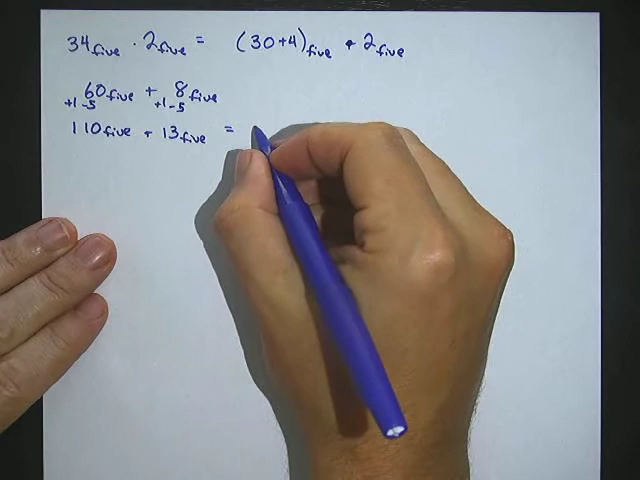 34five · 2five = (30+4)five · 2five
60five + 8five
+1 -5 +1 -5
110five + 13five =